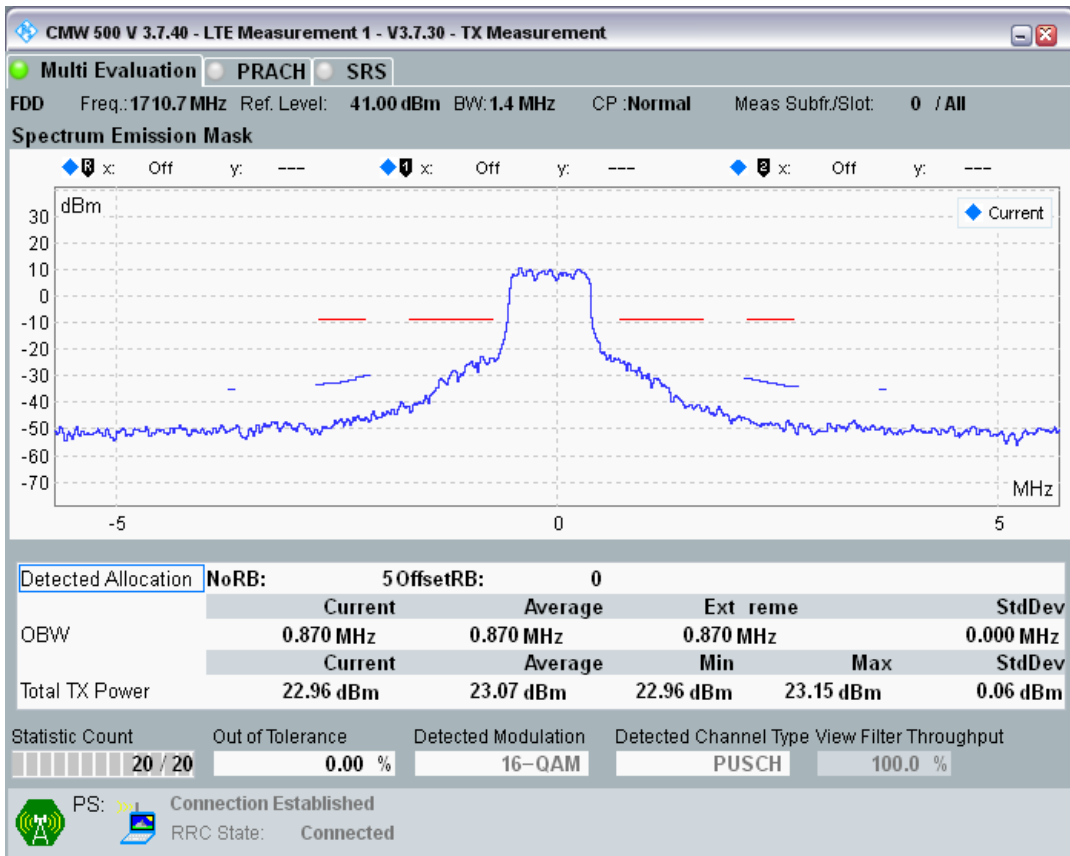 CMW 500 V 3.7.40 - LTE Measurement 1 - V3.7.30 - TX Measurement
Multi Evaluation PRACH SRS
FDD Freq.: 1710.7 MHz Ref. Level: 41.00 dBm BW: 1.4 MHz CP :Normal Meas Subfr./Slot: 0 / All
Spectrum Emission Mask
R x: Off y: --- 1 x: Off y: --- 2 x: Off y: ---
dBm
Current
30
20
10
0
-10
-20
-30
-40
-50
-60
-70
MHz
-5 0 5
Detected Allocation NoRB: 5 OffsetRB: 0
Current Average Ext reme StdDev
OBW 0.870 MHz 0.870 MHz 0.870 MHz 0.000 MHz
Current Average Min Max StdDev
Total TX Power 22.96 dBm 23.07 dBm 22.96 dBm 23.15 dBm 0.06 dBm
Statistic Count Out of Tolerance Detected Modulation Detected Channel Type View Filter Throughput
20 / 20 0.00 % 16-QAM PUSCH 100.0 %
PS: Connection Established
RRC State: Connected